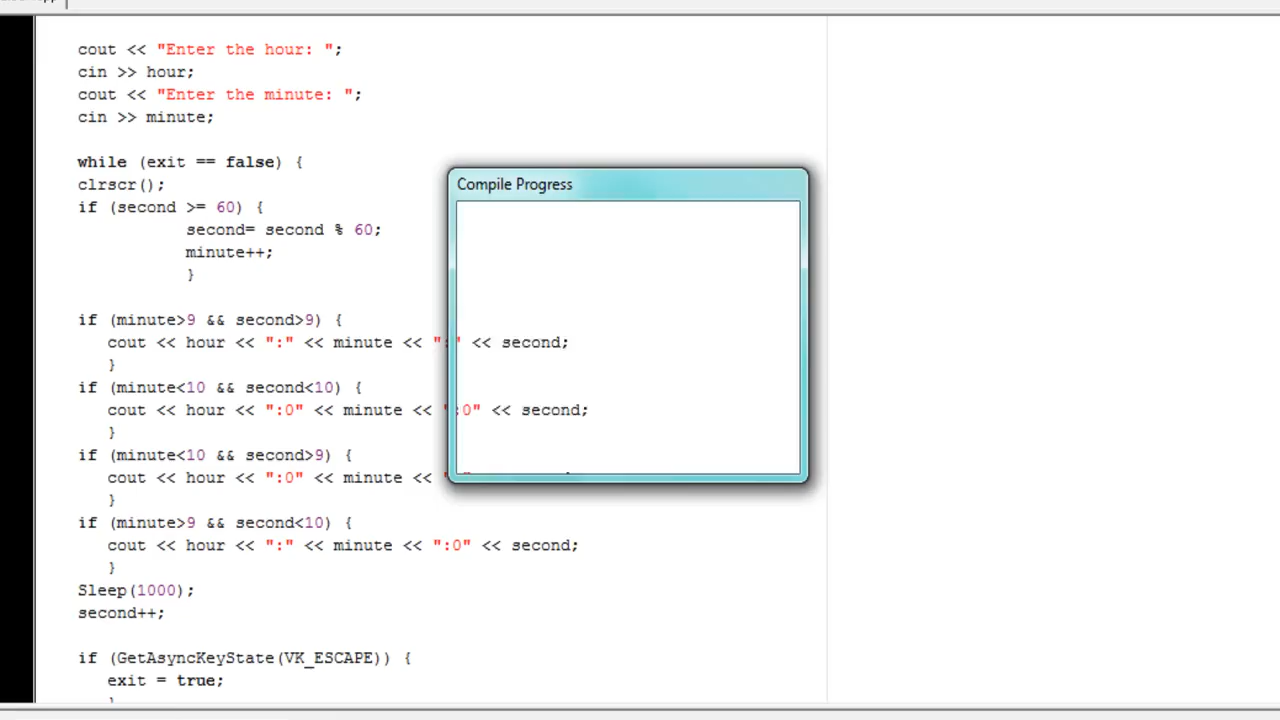 cout << "Enter the hour: ";
cin >> hour;
cout << "Enter the minute: ";
cin >> minute;
while (exit == false) {
clrscr();
if (second >= 60) {
second= second % 60;
minute++;
}
if (minute>9 && second>9) {
cout << hour << ":" << minute << ":" << second;
}
if (minute<10 && second<10) {
cout << hour << ":0" << minute << ":0" << second;
}
if (minute<10 && second>9) {
cout << hour << ":0" << minute <<
}
if (minute>9 && second<10) {
cout << hour << ":" << minute << ":0" << second;
}
Sleep(1000);
second++;
if (GetAsyncKeyState(VK_ESCAPE)) {
exit = true;
Compile Progress